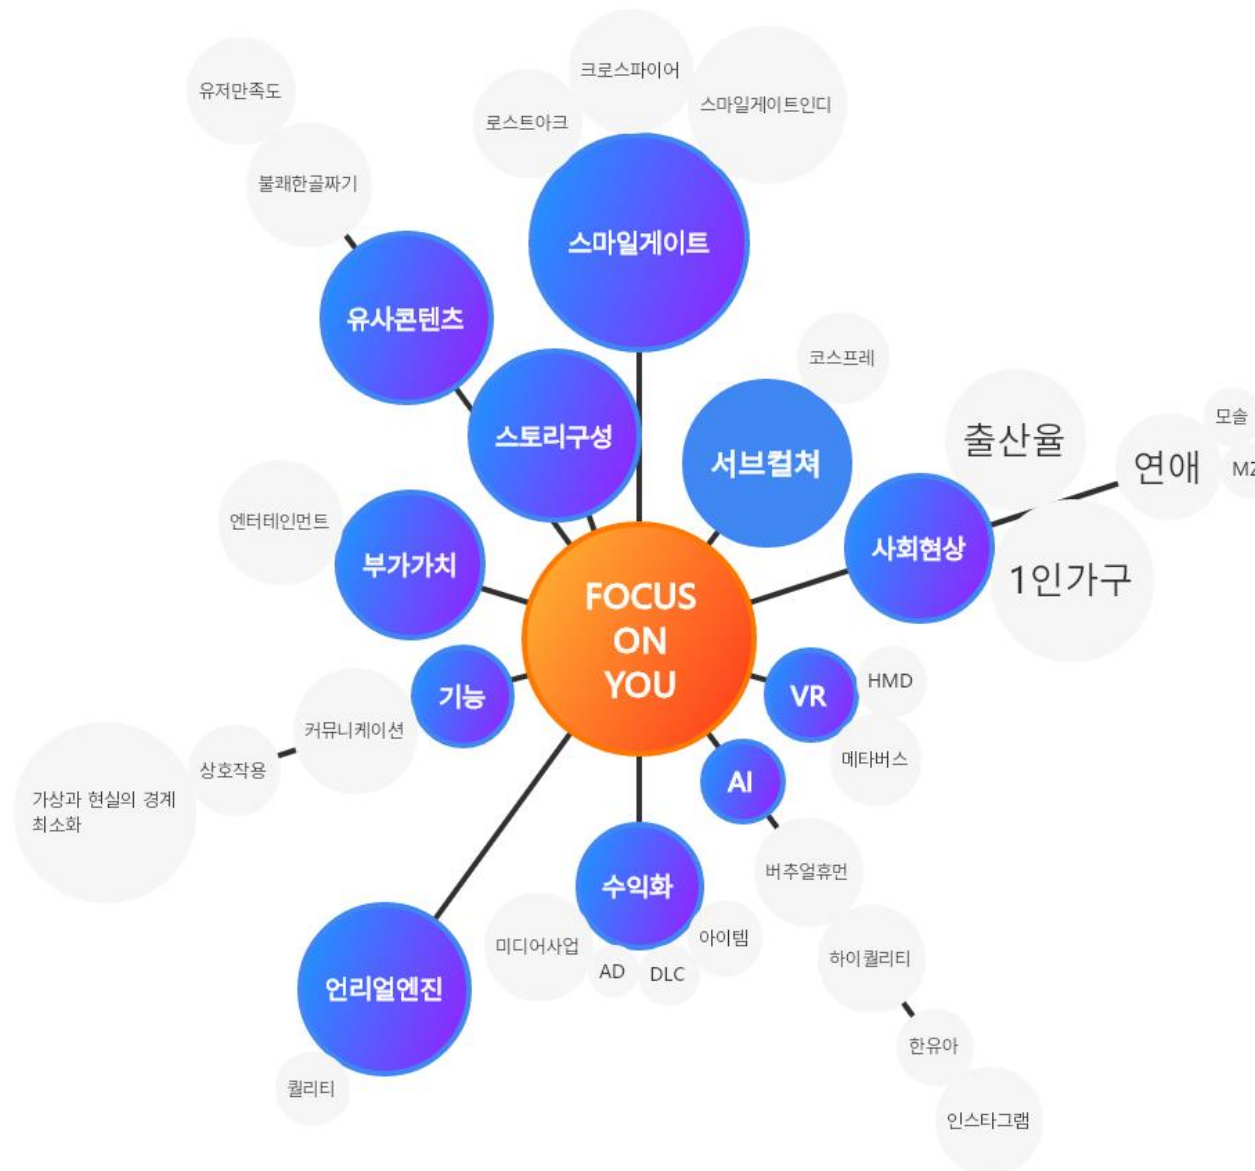 크로스파이어
유저만족도
스마일게이트인디
로스트아크
불쾌한골짜기
스마일게이트
유사콘텐츠
코스프레
스토리구성
서브컬쳐
출산율
연애
모솔
MZ
엔터테인먼트
부가가치
사회현상
1인가구
FOCUS
ON
YOU
기능
VR
HMD
커뮤니케이션
메타버스
상호작용
가상과 현실의 경계
최소화
AI
버추얼휴먼
수익화
미디어사업
AD
DLC
아이템
하이퀄리티
언리얼엔진
한유아
퀄리티
인스타그램